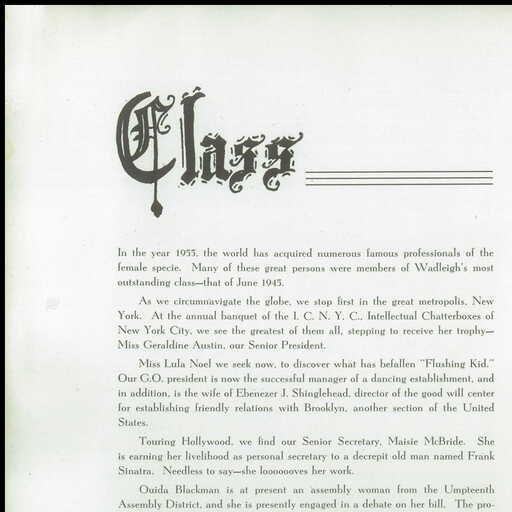 Class
In the year 1955, the world has acquired numerous famous professionals of the
female specie. Many of these great persons were members of Wadleigh's most
outstanding class—that of June 1945.
As we circumnavigate the globe, we stop first in the great metropolis, New
York. At the annual banquet of the I. C. N. Y. C., Intellectual Chatterboxes of
New York City, we see the greatest of them all, stepping to receive her trophy—
Miss Geraldine Austin, our Senior President.
Miss Lula Noel we seek now, to discover what has befallen "Flushing Kid."
Our G.O. president is now the successful manager of a dancing establishment, and
in addition, is the wife of Ebenezer J. Shinglehead, director of the good will center
for establishing friendly relations with Brooklyn, another section of the United
States.
Touring Hollywood, we find our Senior Secretary, Maisie McBride. She
is earning her livelihood as personal secretary to a decrepit old man named Frank
Sinatra. Needless to say—she looooooves her work.
Ouida Blackman is at present an assembly woman from the Umpteenth
Assembly District, and she is presently engaged in a debate on her bill. The pro-